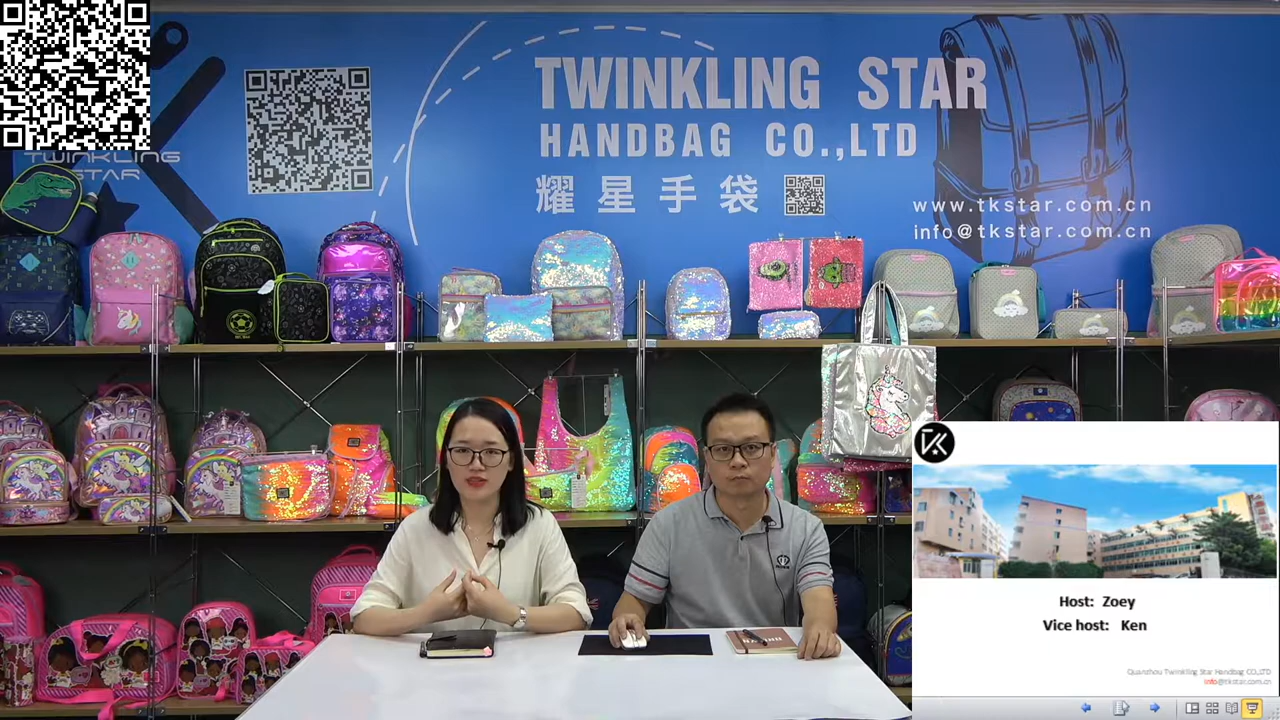 TWINKLING
STAR
TWINKLING STAR
HANDBAG CO.,LTD
耀星手袋
www.tkstar.com.cn
info@tkstar.com.cn
Host: Zoey
Vice host: Ken
Quanzhou Twinkling Star Handbag CO,.LTD
info@tkstar.com.cn